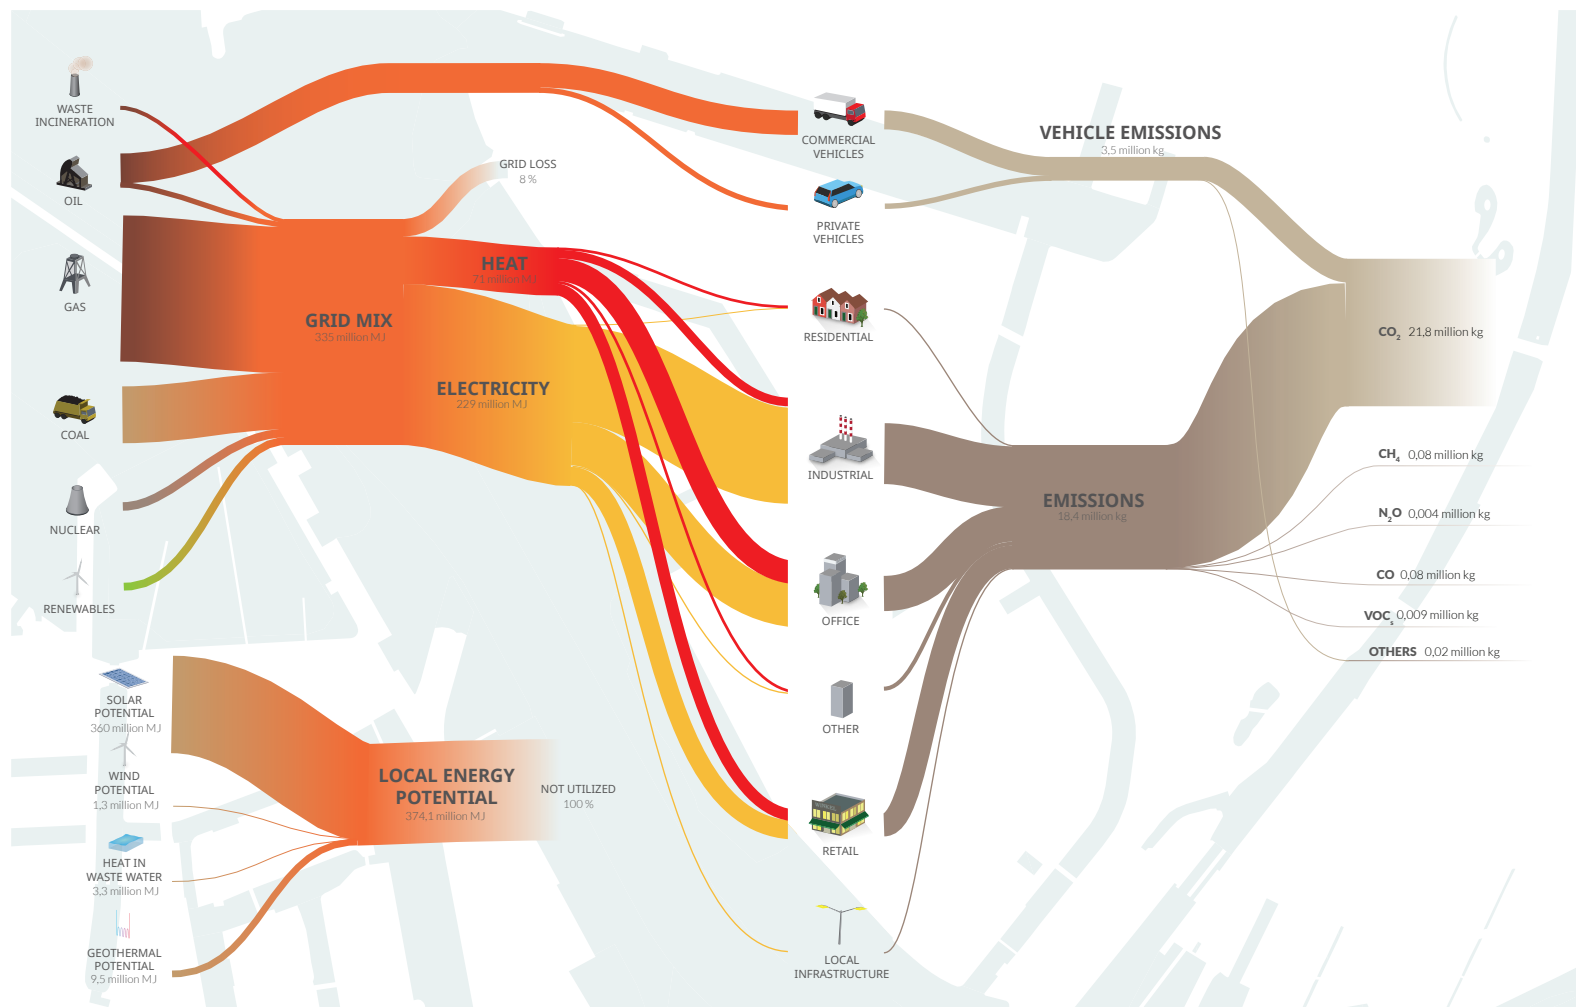 WASTE
INCINERATION
OIL
GAS
COAL
NUCLEAR
RENEWABLES
GRID LOSS
8 %
HEAT
71 million MJ
GRID MIX
335 million MJ
ELECTRICITY
229 million MJ
COMMERCIAL
VEHICLES
PRIVATE
VEHICLES
RESIDENTIAL
INDUSTRIAL
OFFICE
OTHER
RETAIL
LOCAL
INFRASTRUCTURE
VEHICLE EMISSIONS
3,5 million kg
EMISSIONS
18,4 million kg
CO2 21,8 million kg
CH4 0,08 million kg
N2O 0,004 million kg
CO 0,08 million kg
VOCs 0,009 million kg
OTHERS 0,02 million kg
SOLAR
POTENTIAL
360 million MJ
WIND
POTENTIAL
1,3 million MJ
HEAT IN
WASTE WATER
3,3 million MJ
GEOTHERMAL
POTENTIAL
9,5 million MJ
LOCAL ENERGY
POTENTIAL
374,1 million MJ
NOT UTILIZED
100 %